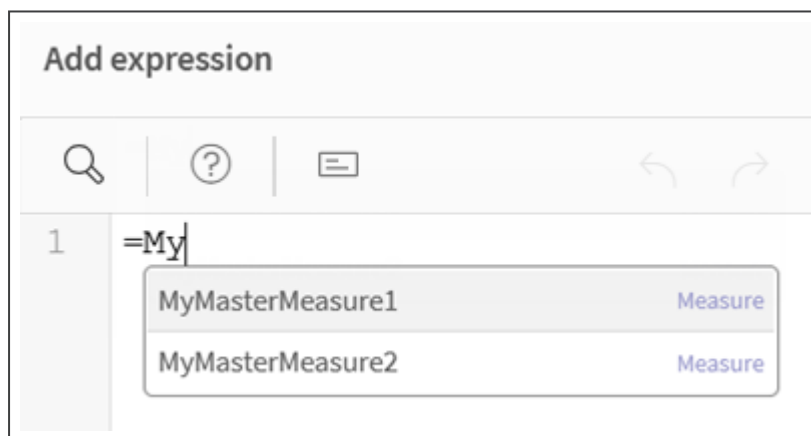 Add expression
?
1 =My
MyMasterMeasure1 Measure
MyMasterMeasure2 Measure